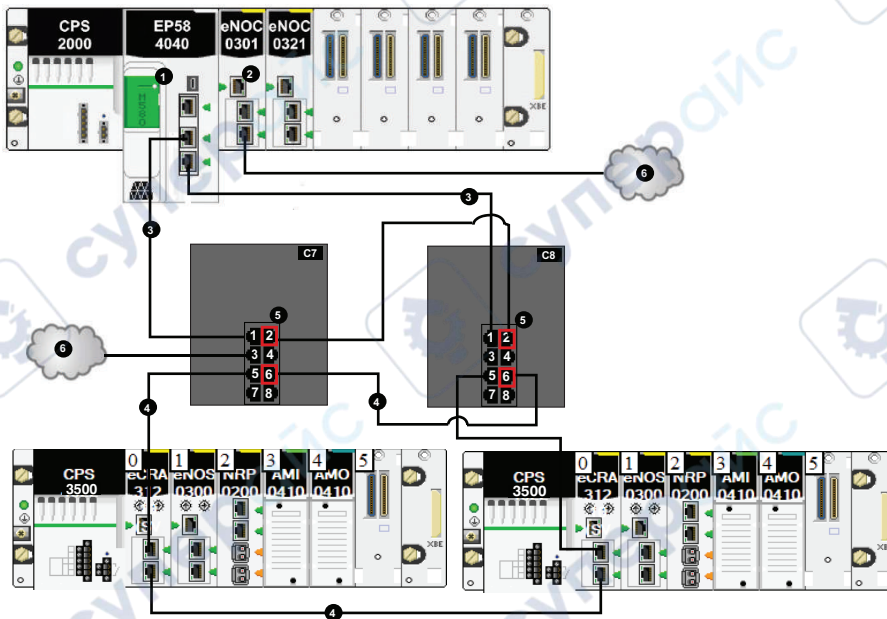 CPS 2000
EP58 4040
eNOC 0301
eNOC 0321
1
2
XBE
6
3
3
C7
C8
5
1 2
3 4
5 6
7 8
5
1 2
3 4
5 6
7 8
6
4
4
CPS 3500
0
eCRA 312
1
eNOS 0300
2
NRP 0200
3
AMI 0410
4
AMO 0410
5
XBE
CPS 3500
0
eCRA 312
1
eNOS 0300
2
NRP 0200
3
AMI 0410
4
AMO 0410
5
XBE
4
суперайс